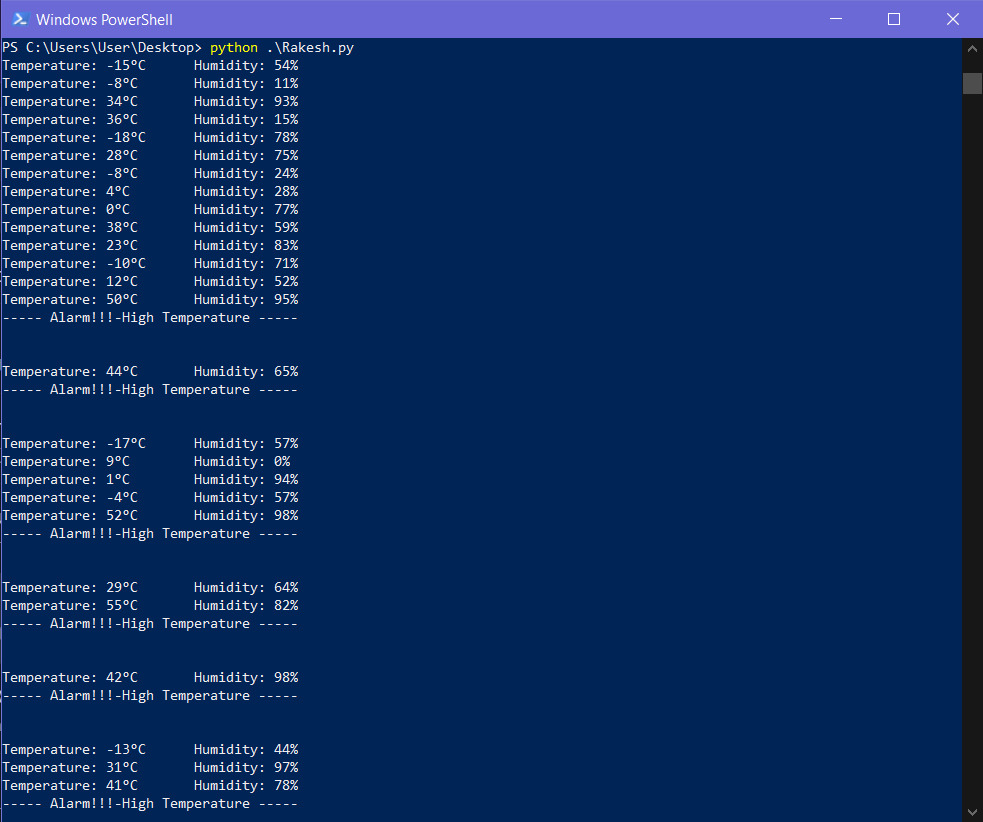 Windows PowerShell
PS C:\Users\User\Desktop> python .\Rakesh.py
Temperature: -15°C      Humidity: 54%
Temperature: -8°C       Humidity: 11%
Temperature: 34°C       Humidity: 93%
Temperature: 36°C       Humidity: 15%
Temperature: -18°C      Humidity: 78%
Temperature: 28°C       Humidity: 75%
Temperature: -8°C       Humidity: 24%
Temperature: 4°C        Humidity: 28%
Temperature: 0°C        Humidity: 77%
Temperature: 38°C       Humidity: 59%
Temperature: 23°C       Humidity: 83%
Temperature: -10°C      Humidity: 71%
Temperature: 12°C       Humidity: 52%
Temperature: 50°C       Humidity: 95%
----- Alarm!!!-High Temperature -----
Temperature: 44°C       Humidity: 65%
----- Alarm!!!-High Temperature -----
Temperature: -17°C      Humidity: 57%
Temperature: 9°C        Humidity: 0%
Temperature: 1°C        Humidity: 94%
Temperature: -4°C       Humidity: 57%
Temperature: 52°C       Humidity: 98%
----- Alarm!!!-High Temperature -----
Temperature: 29°C       Humidity: 64%
Temperature: 55°C       Humidity: 82%
----- Alarm!!!-High Temperature -----
Temperature: 42°C       Humidity: 98%
----- Alarm!!!-High Temperature -----
Temperature: -13°C      Humidity: 44%
Temperature: 31°C       Humidity: 97%
Temperature: 41°C       Humidity: 78%
----- Alarm!!!-High Temperature -----